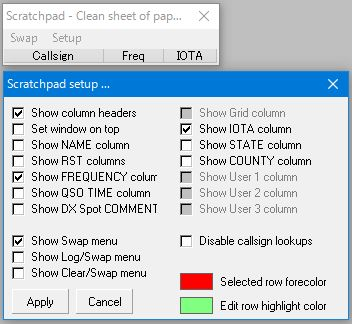 Scratchpad - Clean sheet of pap...
Swap Setup
Callsign Freq IOTA
Scratchpad setup ...
Show column headers
Set window on top
Show NAME column
Show RST columns
Show FREQUENCY colum
Show QSO TIME column
Show DX Spot COMMENT
Show Swap menu
Show Log/Swap menu
Show Clear/Swap menu
Apply Cancel
Show Grid column
Show IOTA column
Show STATE column
Show COUNTY column
Show User 1 column
Show User 2 column
Show User 3 column
Disable callsign lookups
Selected row forecolor
Edit row highlight color